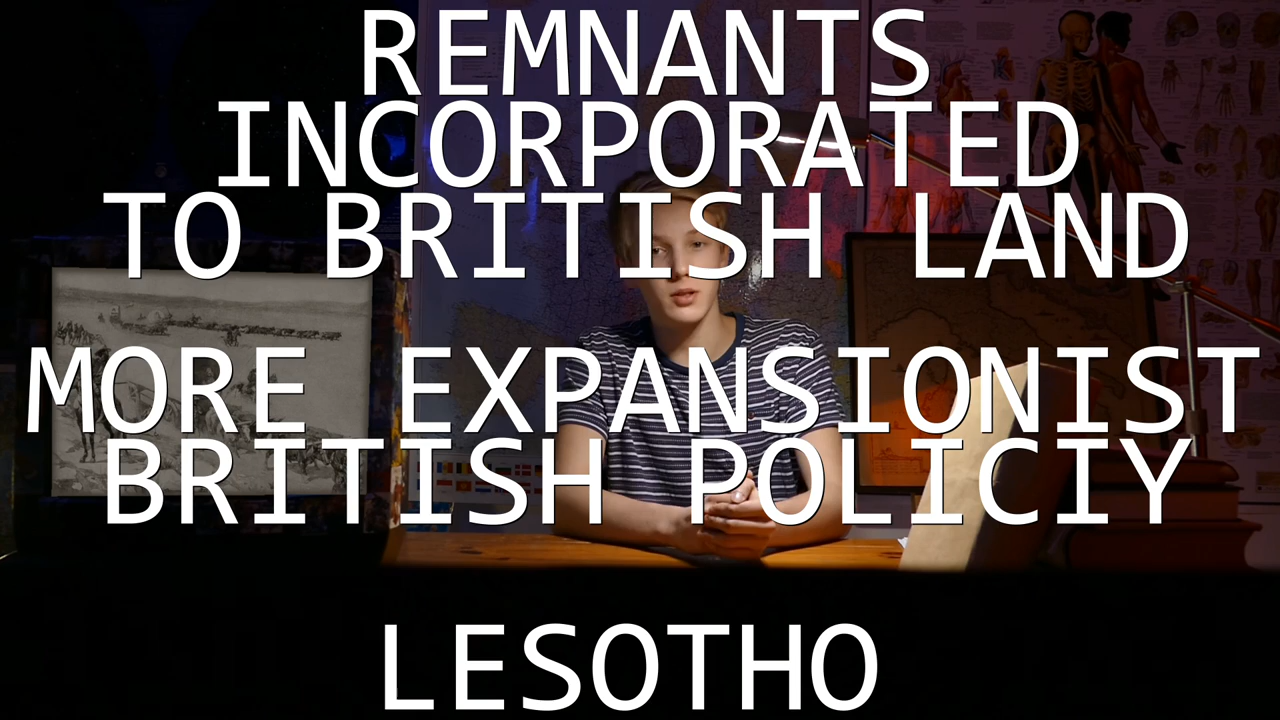 REMNANTS
INCORPORATED
TO BRITISH LAND
MORE EXPANSIONIST
BRITISH POLICIY
LESOTHO